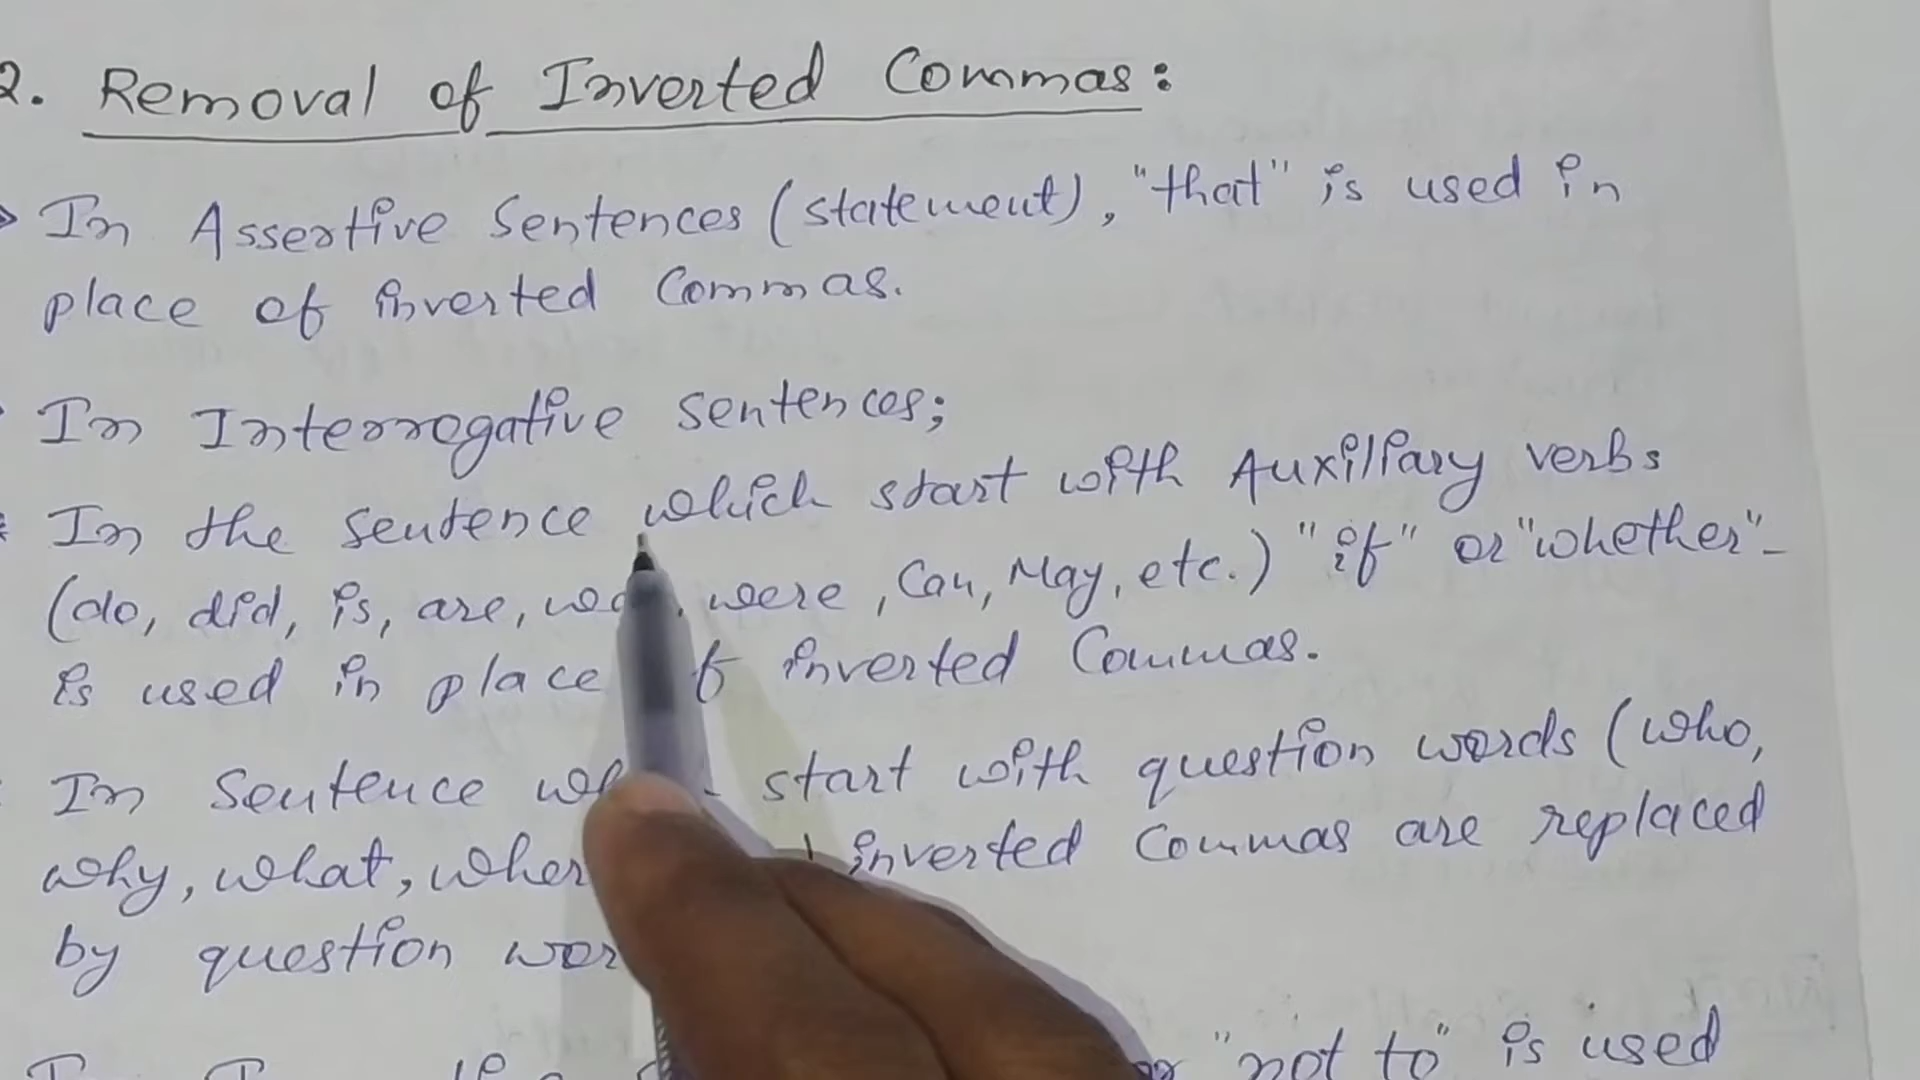 2. Removal of Inverted Commas:
In Assertive Sentences (statement), "that" is used in
place of inverted Commas.
In Interrogative sentences;
In the sentence which start with Auxiliary verbs
(do, did, is, are, were, Can, May, etc.) "if" or "whether"-
is used in place inverted Commas.
In Sentence start with question words (who,
why, what, inverted Commas are replaced
by question
"not to" is used